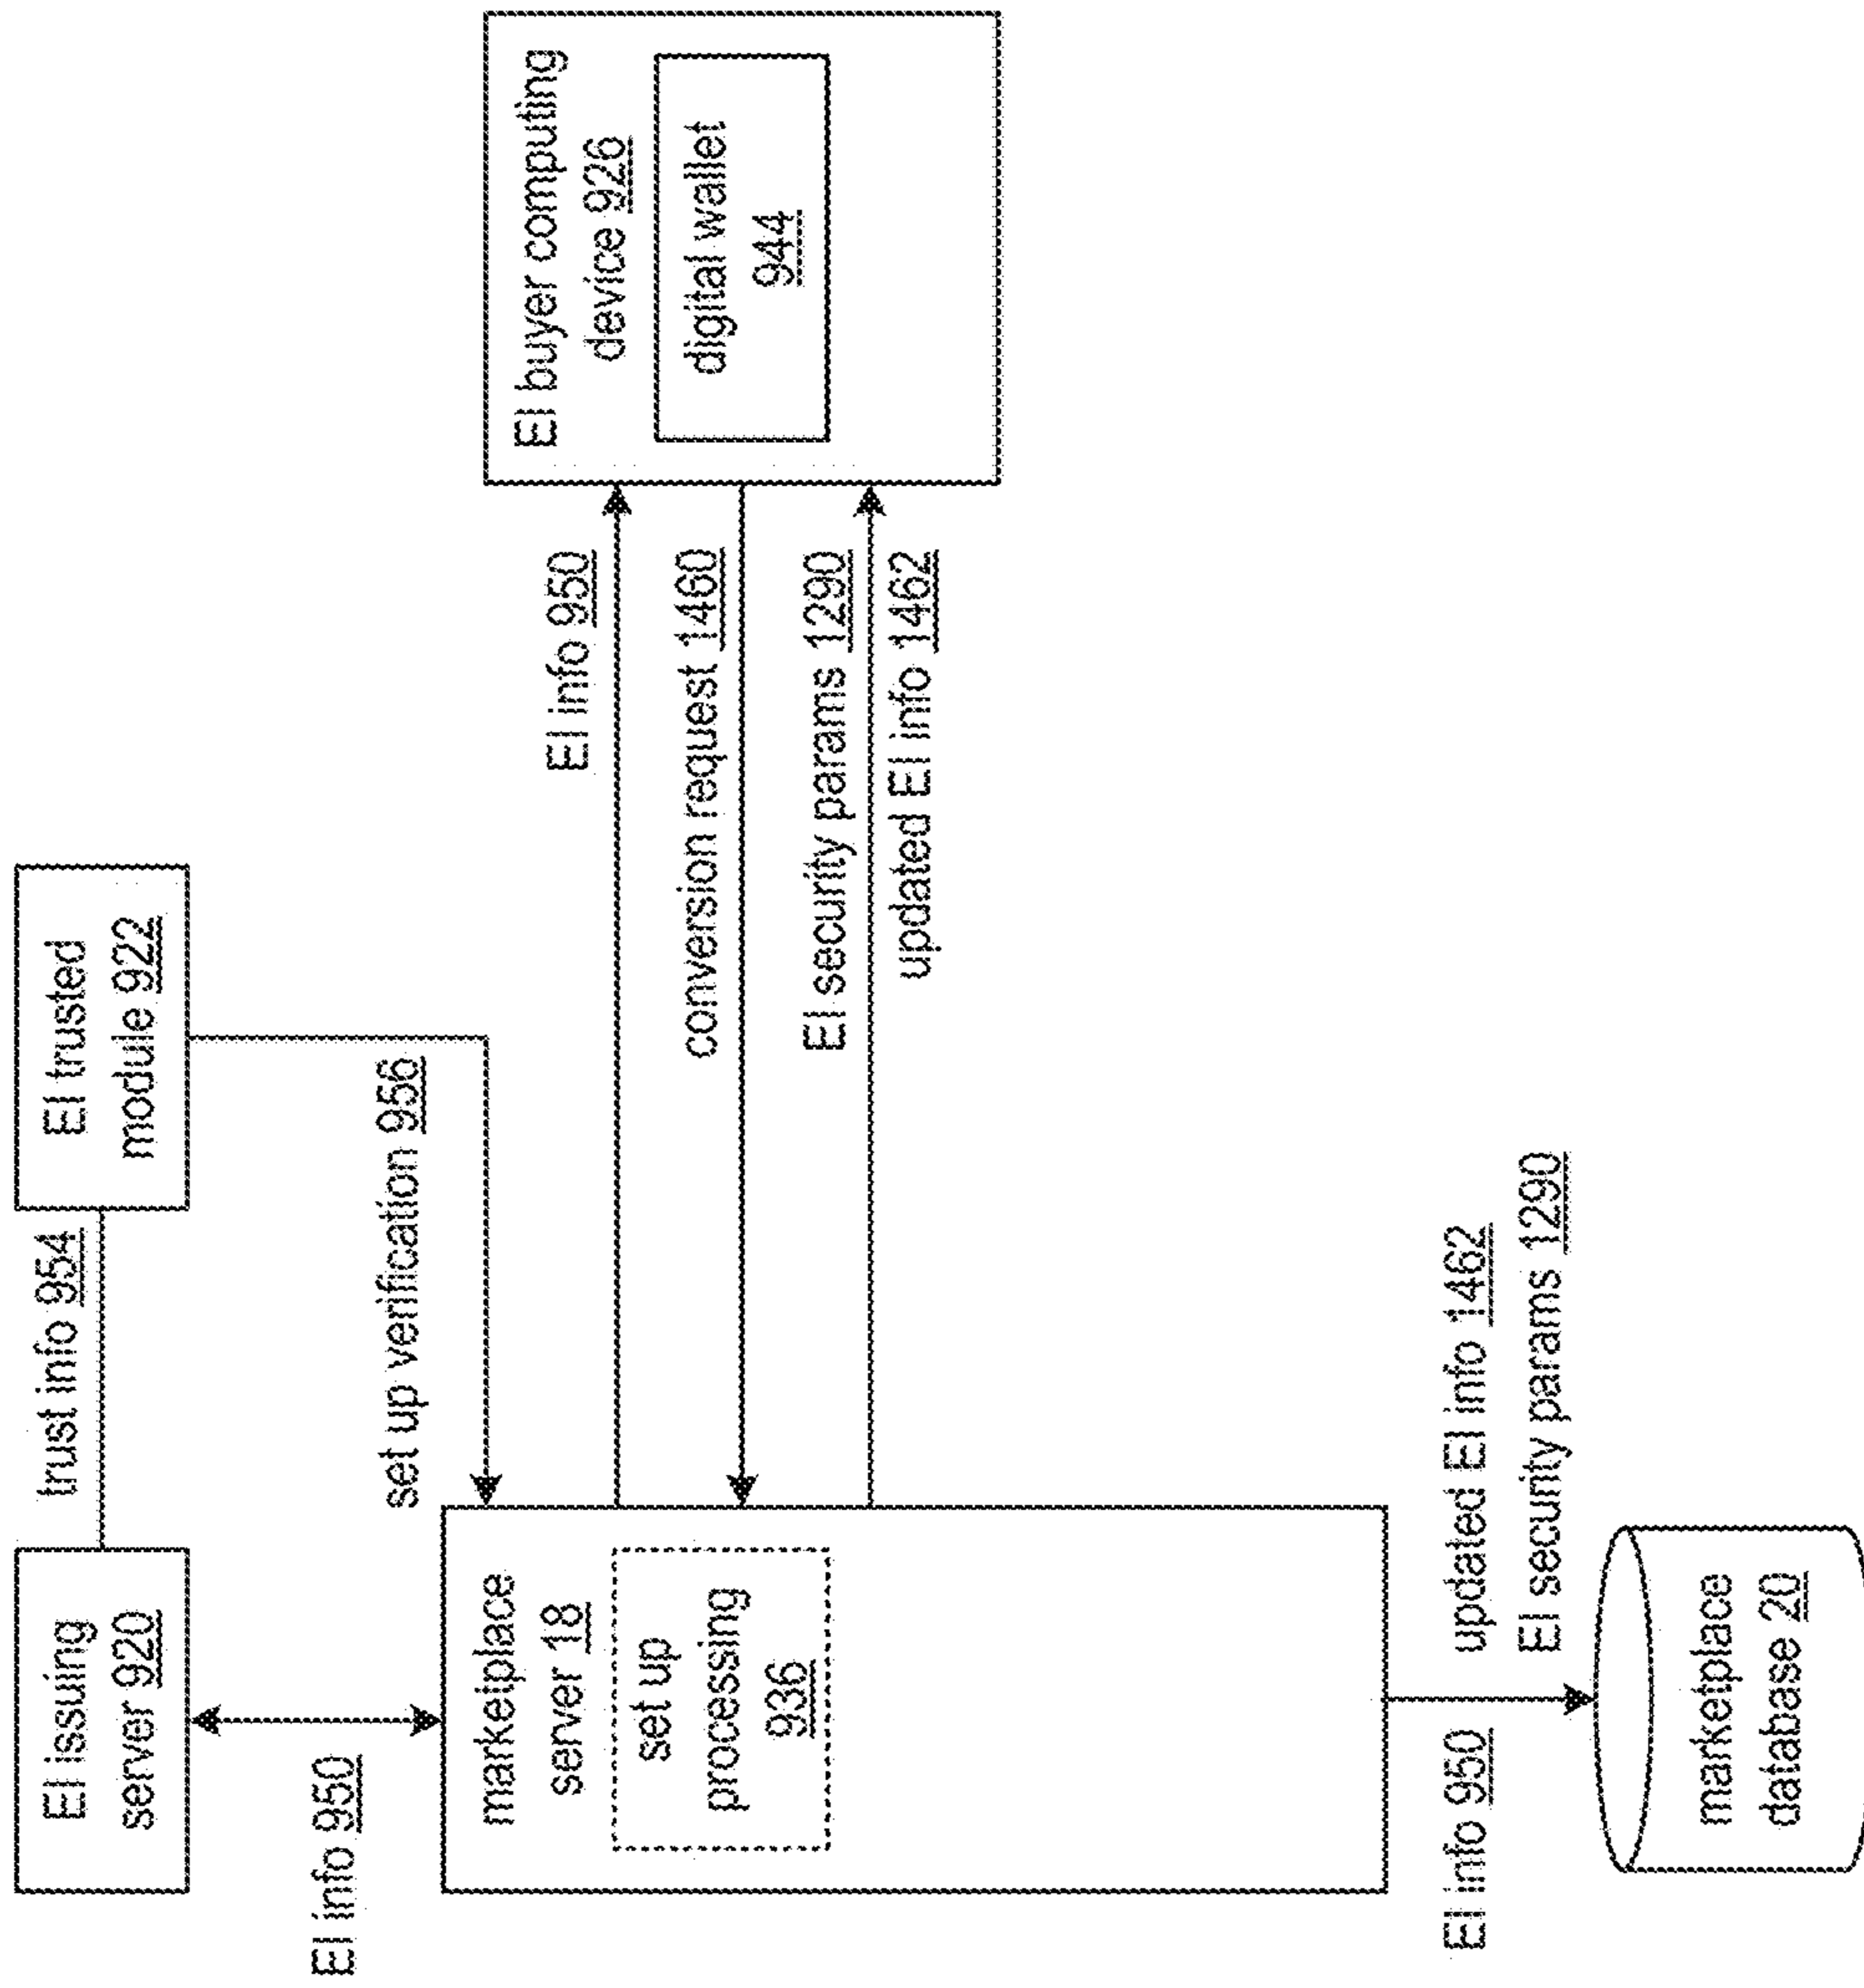 EI issuing
server 920
trust info 954
EI trusted
module 922
EI info 950
set up verification 956
marketplace
server 18
set up
processing
936
EI info 950
conversion request 1460
EI security params 1290
updated EI info 1462
EI buyer computing
device 926
digital wallet
944
EI info 950
updated EI info 1462
EI security params 1290
marketplace
database 20